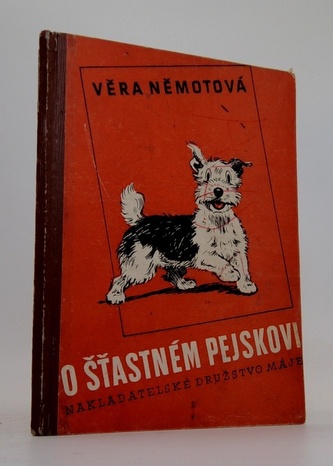 VĚRA NĚMOTOVÁ
O ŠŤASTNÉM PEJSKOVI
NAKLADATELSKÉ DRUŽSTVO MÁJE